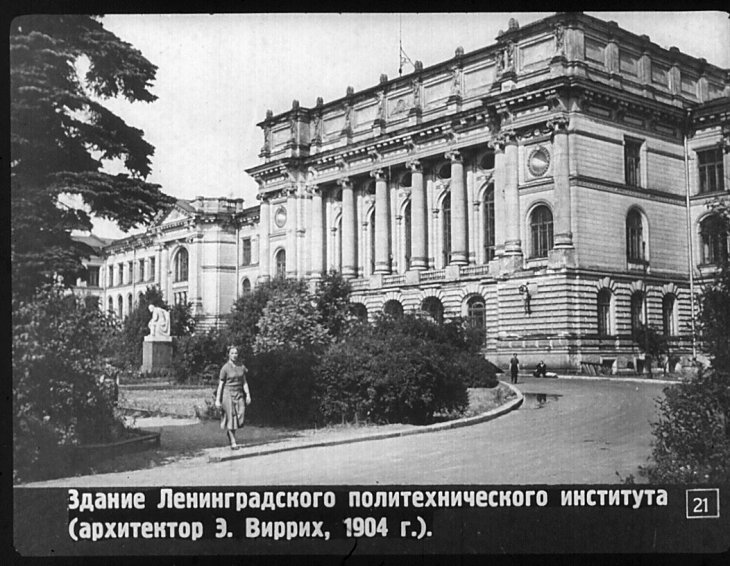 Здание Ленинградского политехнического института
(архитектор Э. Виррих, 1904 г.).
21